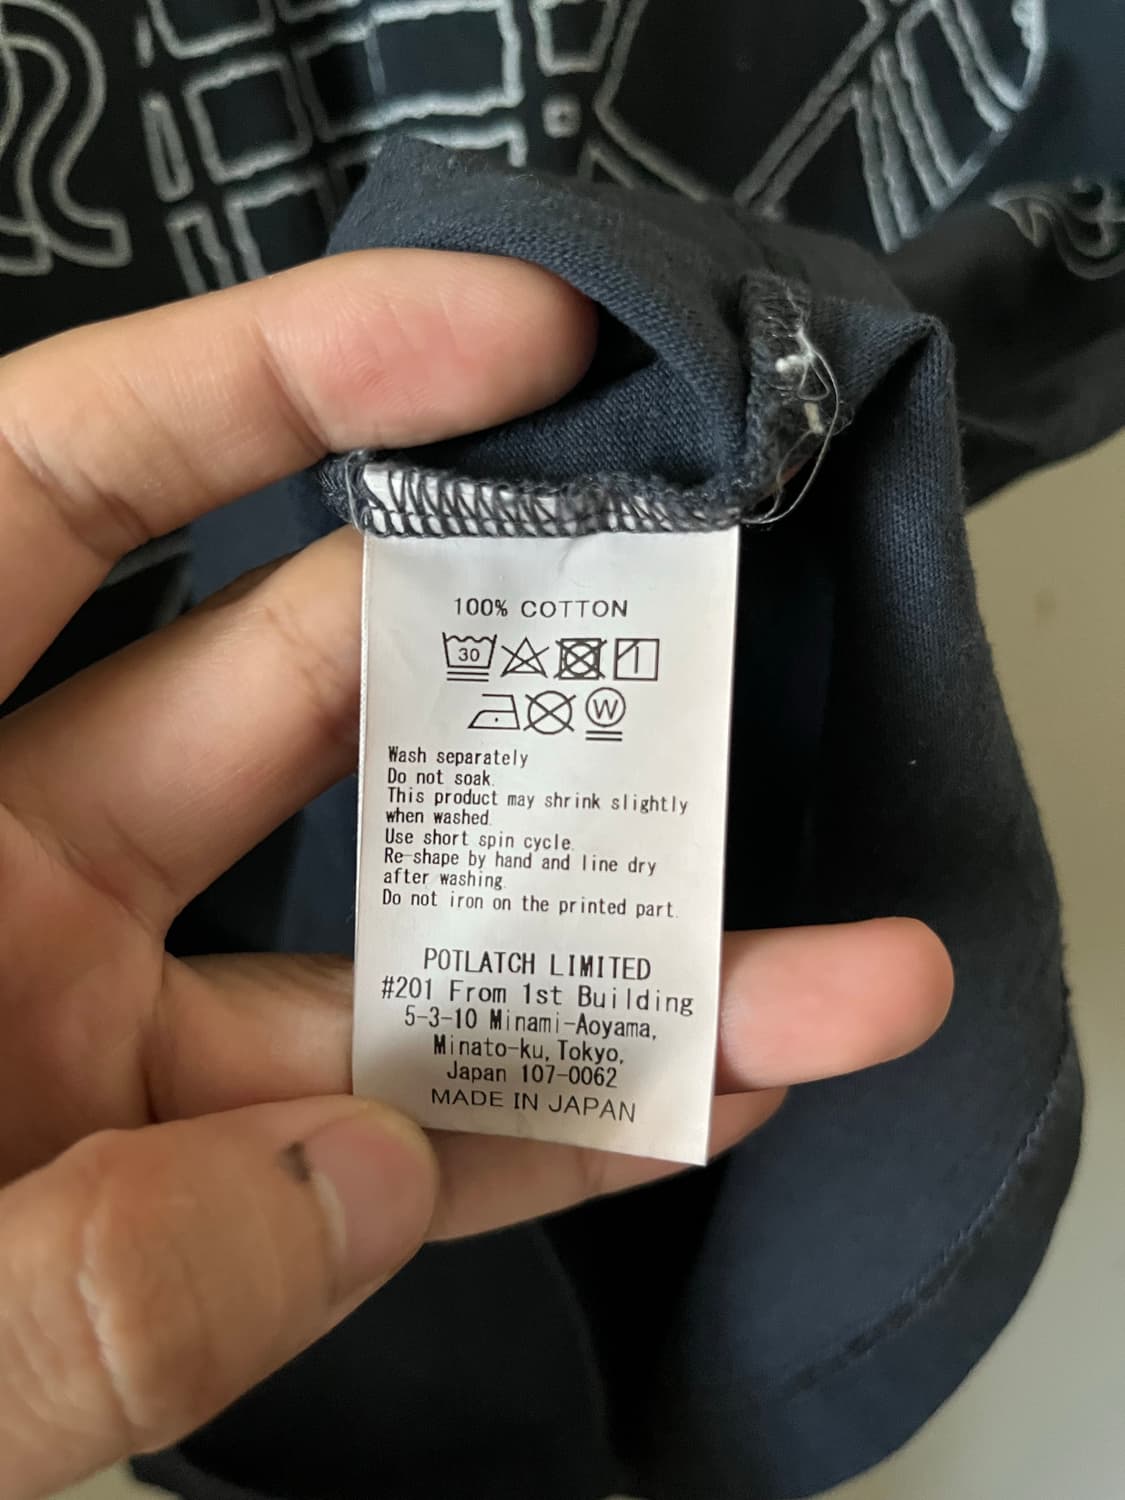 100% COTTON
30
W
Wash separately
Do not soak.
This product may shrink slightly
when washed.
Use short spin cycle.
Re-shape by hand and line dry
after washing.
Do not iron on the printed part.
POTLATCH LIMITED
#201 From 1st Building
5-3-10 Minami-Aoyama,
Minato-ku, Tokyo,
Japan 107-0062
MADE IN JAPAN